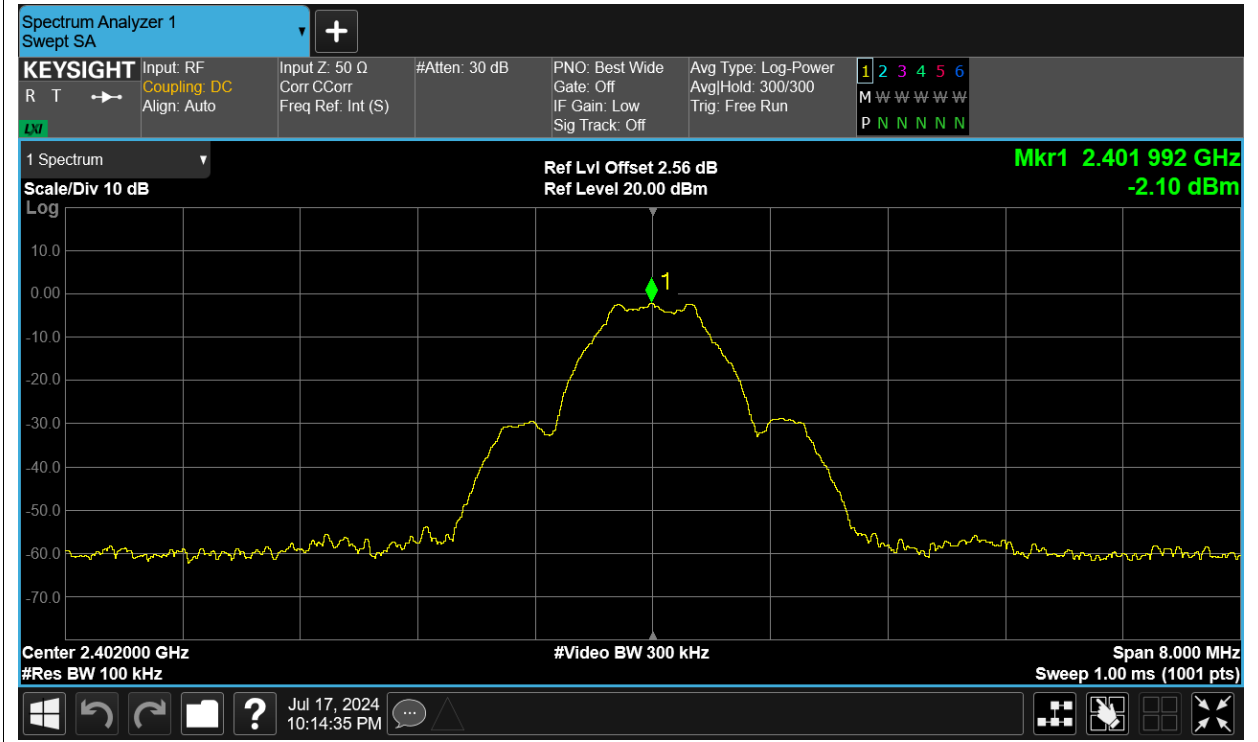 Spectrum Analyzer 1
Swept SA
KEYSIGHT
R T
LXI
Input: RF
Coupling: DC
Align: Auto
Input Z: 50 Ω
Corr CCorr
Freq Ref: Int (S)
#Atten: 30 dB
PNO: Best Wide
Gate: Off
IF Gain: Low
Sig Track: Off
Avg Type: Log-Power
Avg|Hold: 300/300
Trig: Free Run
1 2 3 4 5 6
M W W W W W
P N N N N N
1 Spectrum
Scale/Div 10 dB
Log
Ref Lvl Offset 2.56 dB
Ref Level 20.00 dBm
Mkr1 2.401 992 GHz
-2.10 dBm
1
10.0
0.00
-10.0
-20.0
-30.0
-40.0
-50.0
-60.0
-70.0
Center 2.402000 GHz
#Res BW 100 kHz
#Video BW 300 kHz
Span 8.000 MHz
Sweep 1.00 ms (1001 pts)
?
Jul 17, 2024
10:14:35 PM